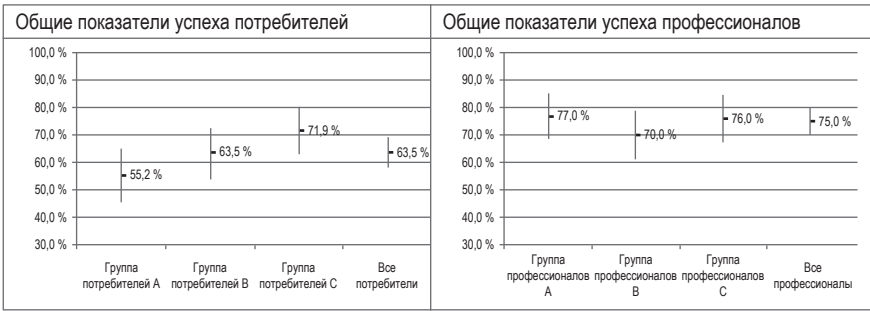 Общие показатели успеха потребителей
100,0 %
90,0 %
80,0 %
70,0 %
60,0 %
50,0 %
40,0 %
30,0 %
55,2 %
63,5 %
71,9 %
63,5 %
Группа потребителей A
Группа потребителей B
Группа потребителей C
Все потребители
Общие показатели успеха профессионалов
100,0 %
90,0 %
80,0 %
70,0 %
60,0 %
50,0 %
40,0 %
30,0 %
77,0 %
70,0 %
76,0 %
75,0 %
Группа профессионалов A
Группа профессионалов B
Группа профессионалов C
Все профессионалы